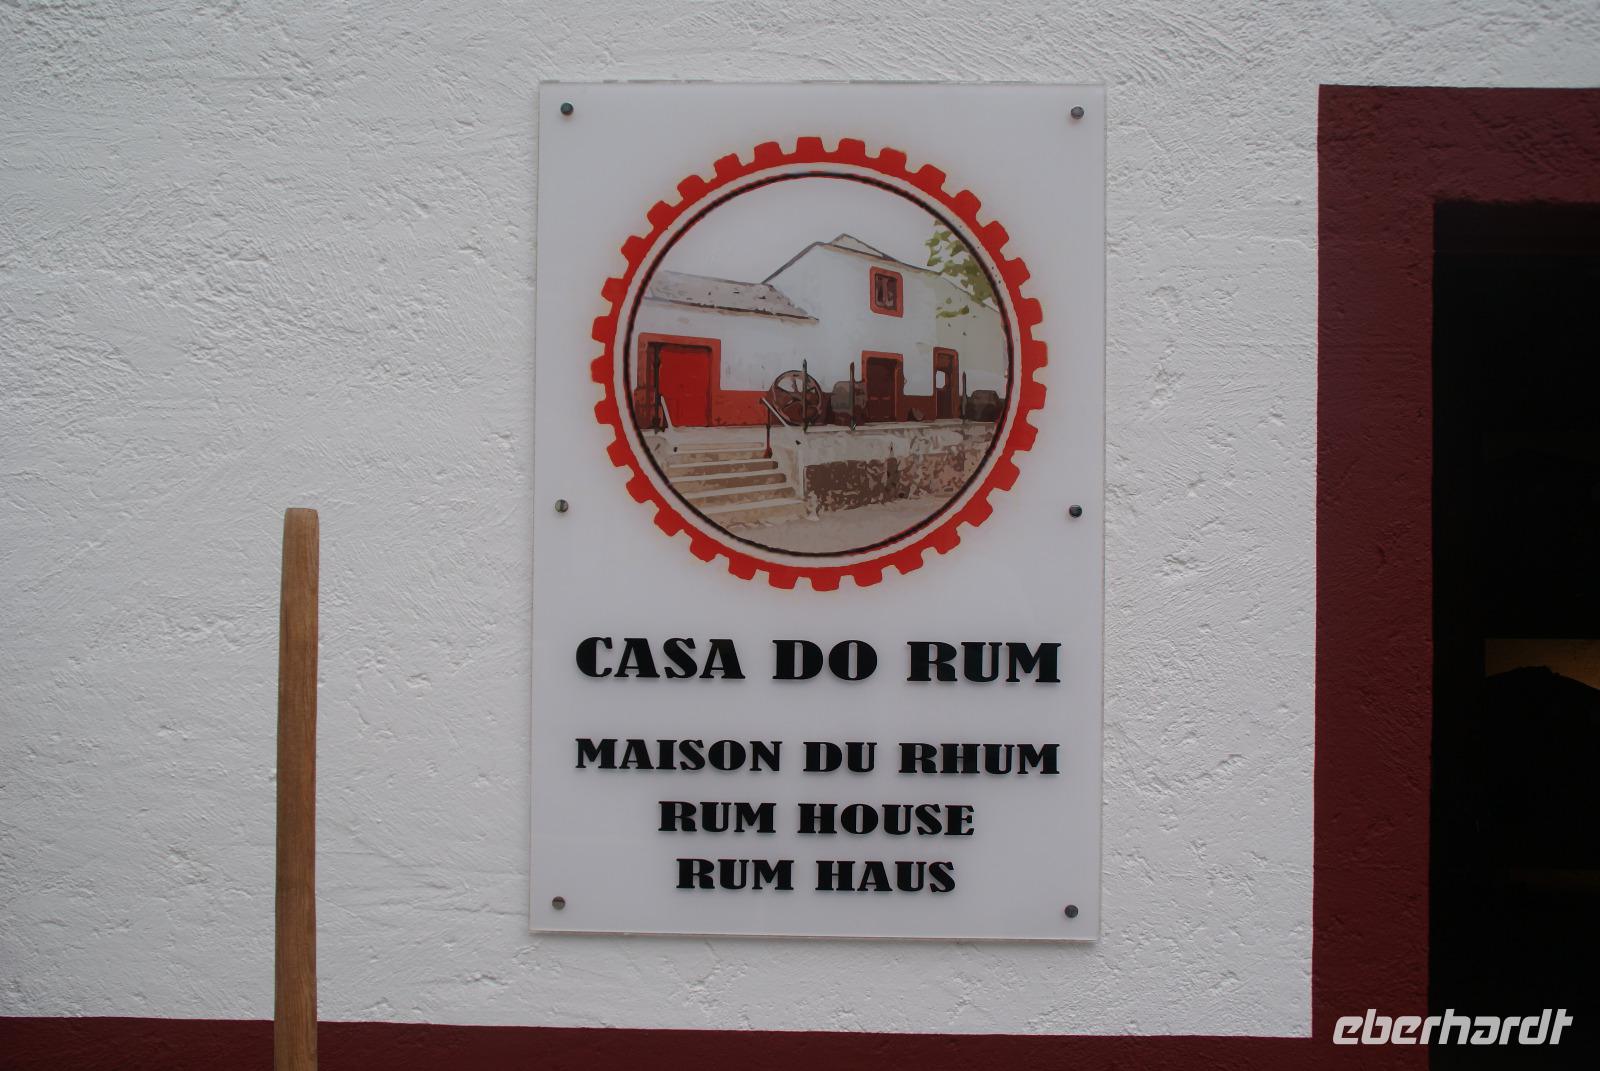 CASA DO RUM
MAISON DU RHUM
RUM HOUSE
RUM HAUS
eberhardt